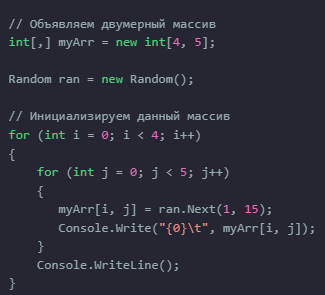 // Объявляем двумерный массив
int[,] myArr = new int[4, 5];
Random ran = new Random();
// Инициализируем данный массив
for (int i = 0; i < 4; i++)
{
for (int j = 0; j < 5; j++)
{
myArr[i, j] = ran.Next(1, 15);
Console.Write("{0}\t", myArr[i, j]);
}
Console.WriteLine();
}